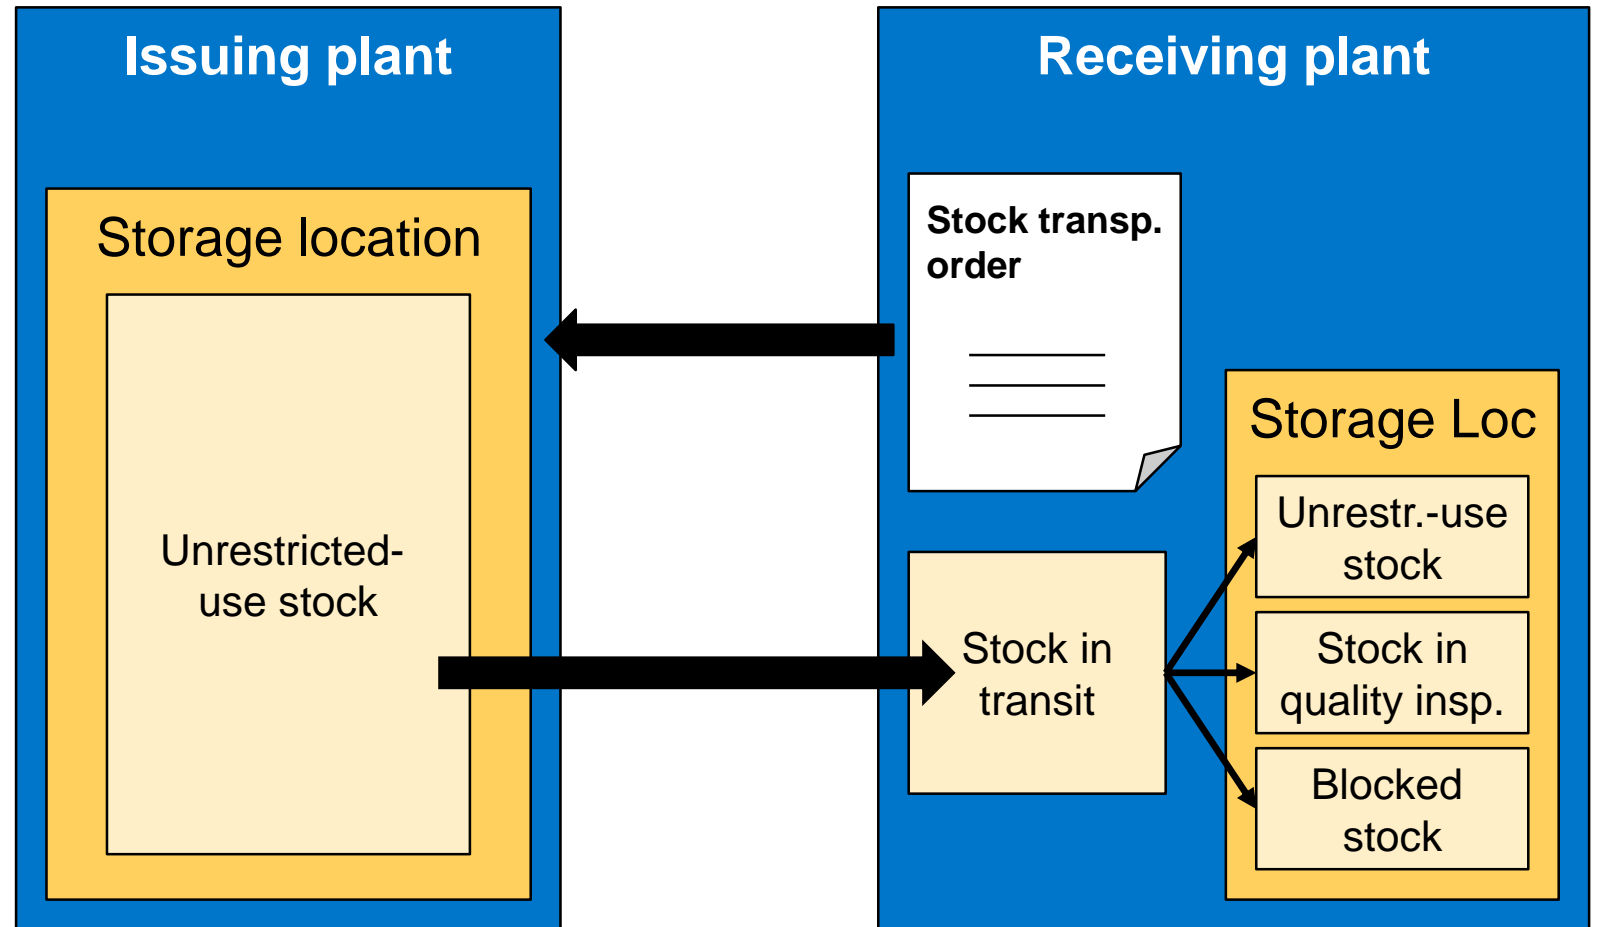 Issuing plant
Storage location
Unrestricted-
use stock
Receiving plant
Stock transp.
order
Stock in
transit
Storage Loc
Unrestr.-use
stock
Stock in
quality insp.
Blocked
stock